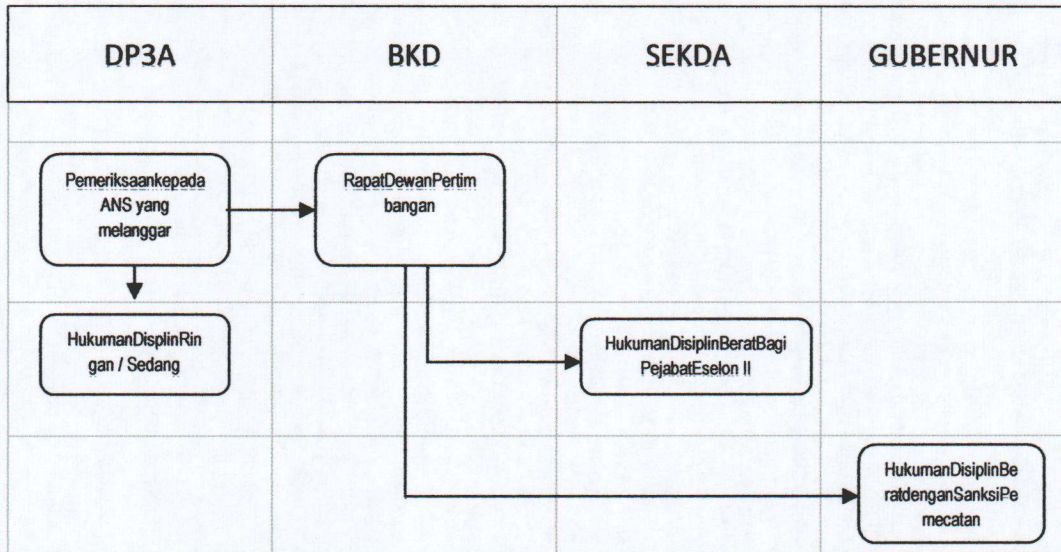 DP3A
BKD
SEKDA
GUBERNUR
Pemeriksaankepada
ANS yang
melanggar
RapatDewanPertim
bangan
HukumanDisplinRin
gan / Sedang
HukumanDisiplinBeratBagi
PejabatEselon II
HukumanDisiplinBe
ratdenganSanksiPe
mecatan